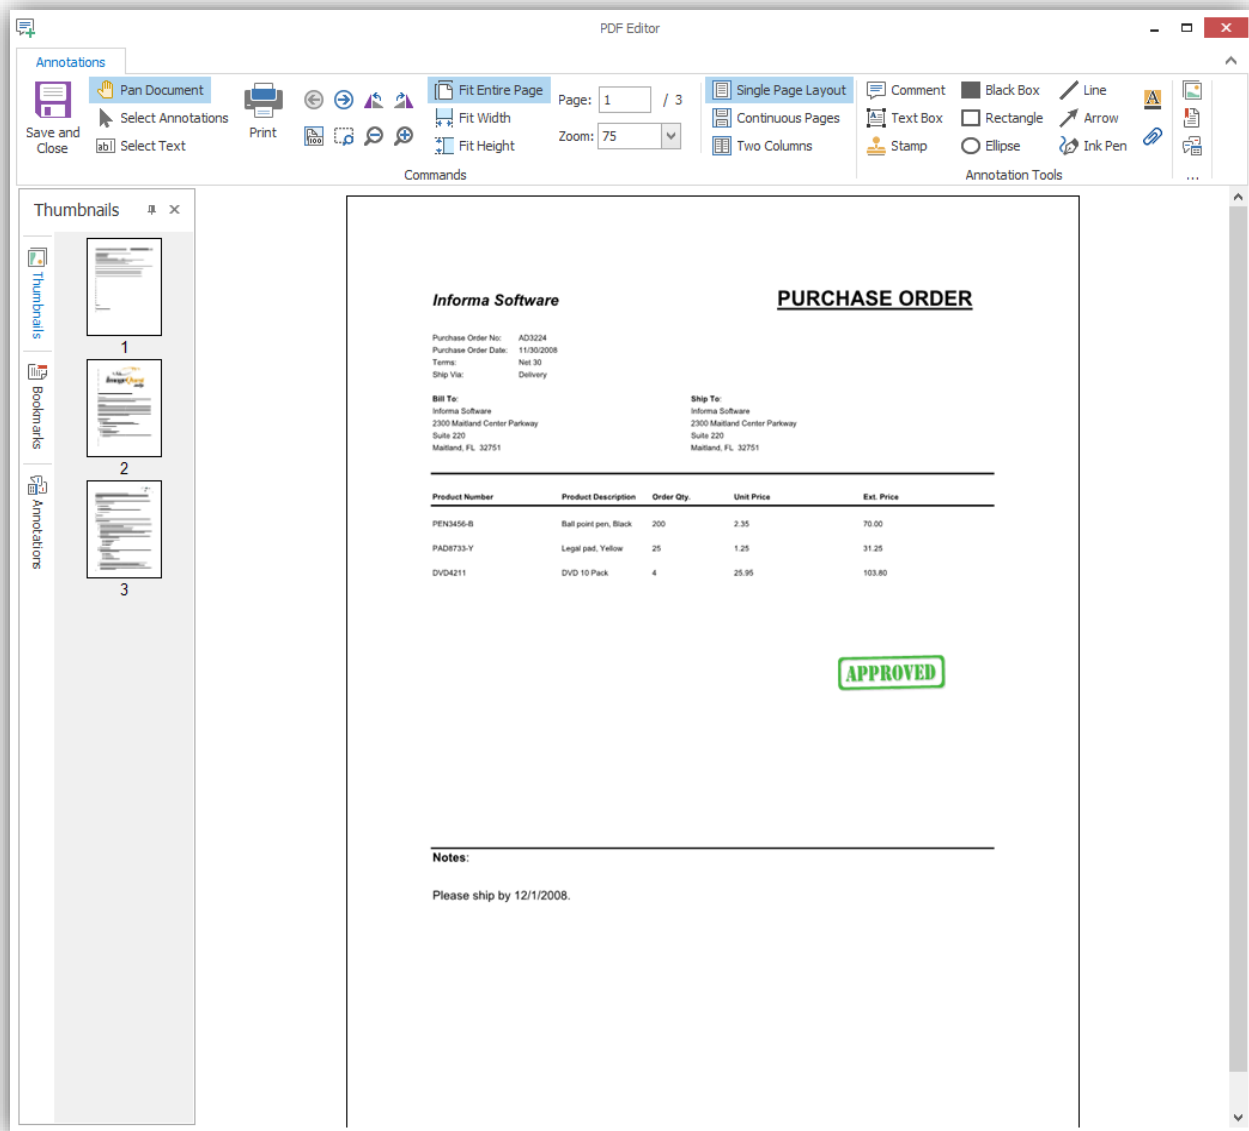 PDF Editor
Annotations
Save and Close
Pan Document
Select Annotations
Select Text
Print
Fit Entire Page
Fit Width
Fit Height
Page: 1 / 3
Zoom: 75
Single Page Layout
Continuous Pages
Two Columns
Commands
Comment
Text Box
Stamp
Black Box
Rectangle
Ellipse
Line
Arrow
Ink Pen
Annotation Tools
...
Thumbnails
Thumbnails
Bookmarks
Annotations
1
2
3
Informa Software PURCHASE ORDER
Purchase Order No: AD3224
Purchase Order Date: 11/30/2008
Terms: Net 30
Ship Via: Delivery
Bill To: Ship To:
Informa Software Informa Software
2300 Maitland Center Parkway 2300 Maitland Center Parkway
Suite 220 Suite 220
Maitland, FL 32751 Maitland, FL 32751
Product Number Product Description Order Qty. Unit Price Ext. Price
PEN3456-B Ball point pen, Black 200 2.35 70.00
PAD8733-Y Legal pad, Yellow 25 1.25 31.25
DVD4211 DVD 10 Pack 4 25.95 103.80
APPROVED
Notes:
Please ship by 12/1/2008.